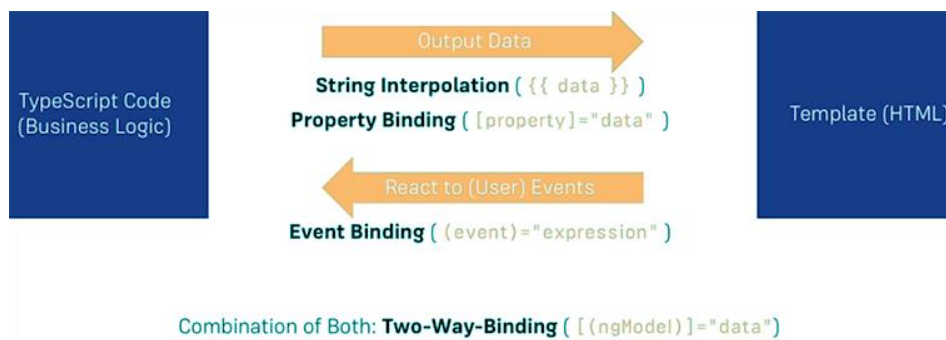 Output Data
TypeScript Code
(Business Logic)
String Interpolation ( {{ data }} )
Property Binding ( [property]="data" )
Template (HTML)
React to (User) Events
Event Binding ( (event)="expression" )
Combination of Both: Two-Way-Binding ( [(ngModel)]="data")